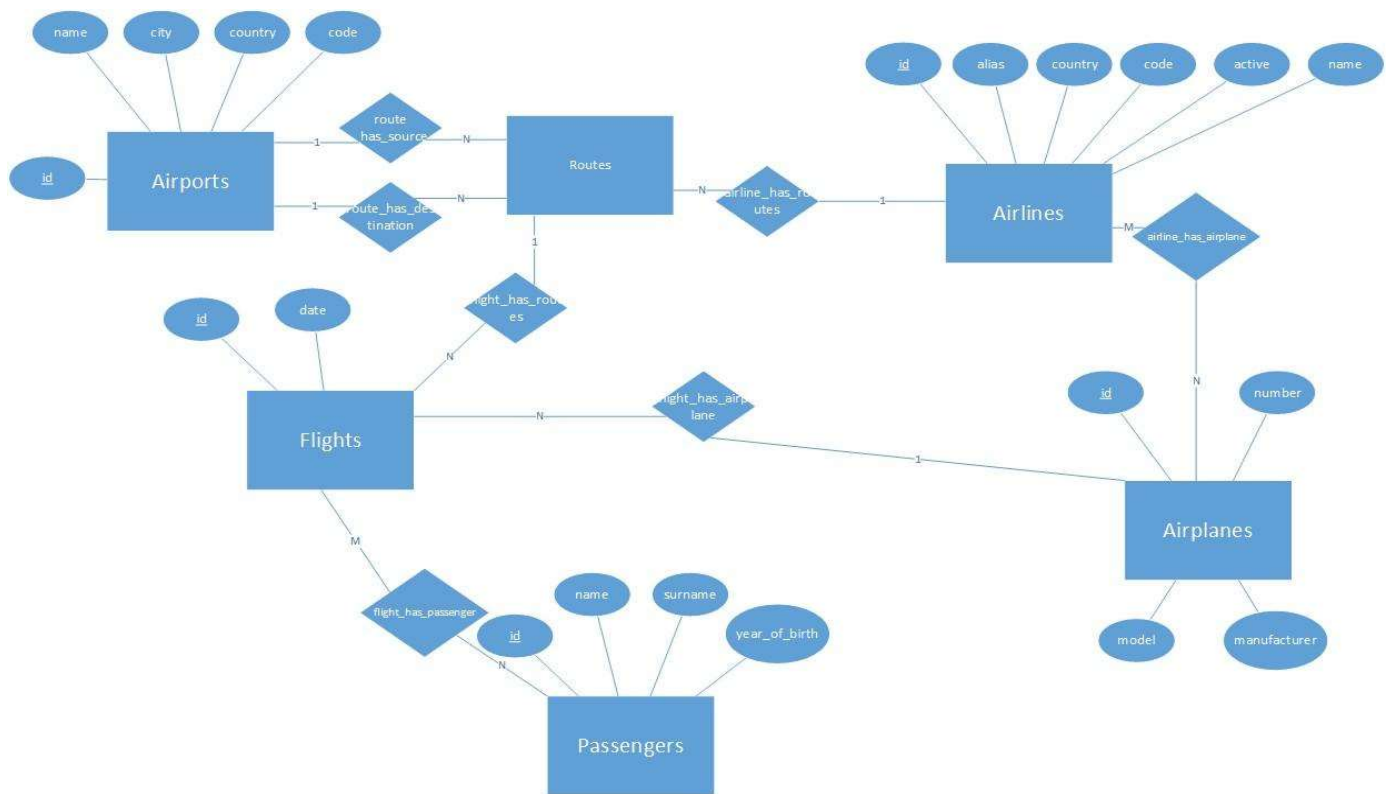 name
city
country
code
id
alias
country
code
active
name
route
has_source
Routes
Airports
id
1
N
1
N
route_has_des
tination
N
airline_has_ro
utes
1
Airlines
M
airline_has_airplane
1
id
date
flight_has_rout
es
N
N
id
number
flight_has_airp
lane
N
Flights
1
Airplanes
M
flight_has_passenger
name
surname
id
year_of_birth
N
model
manufacturer
Passengers